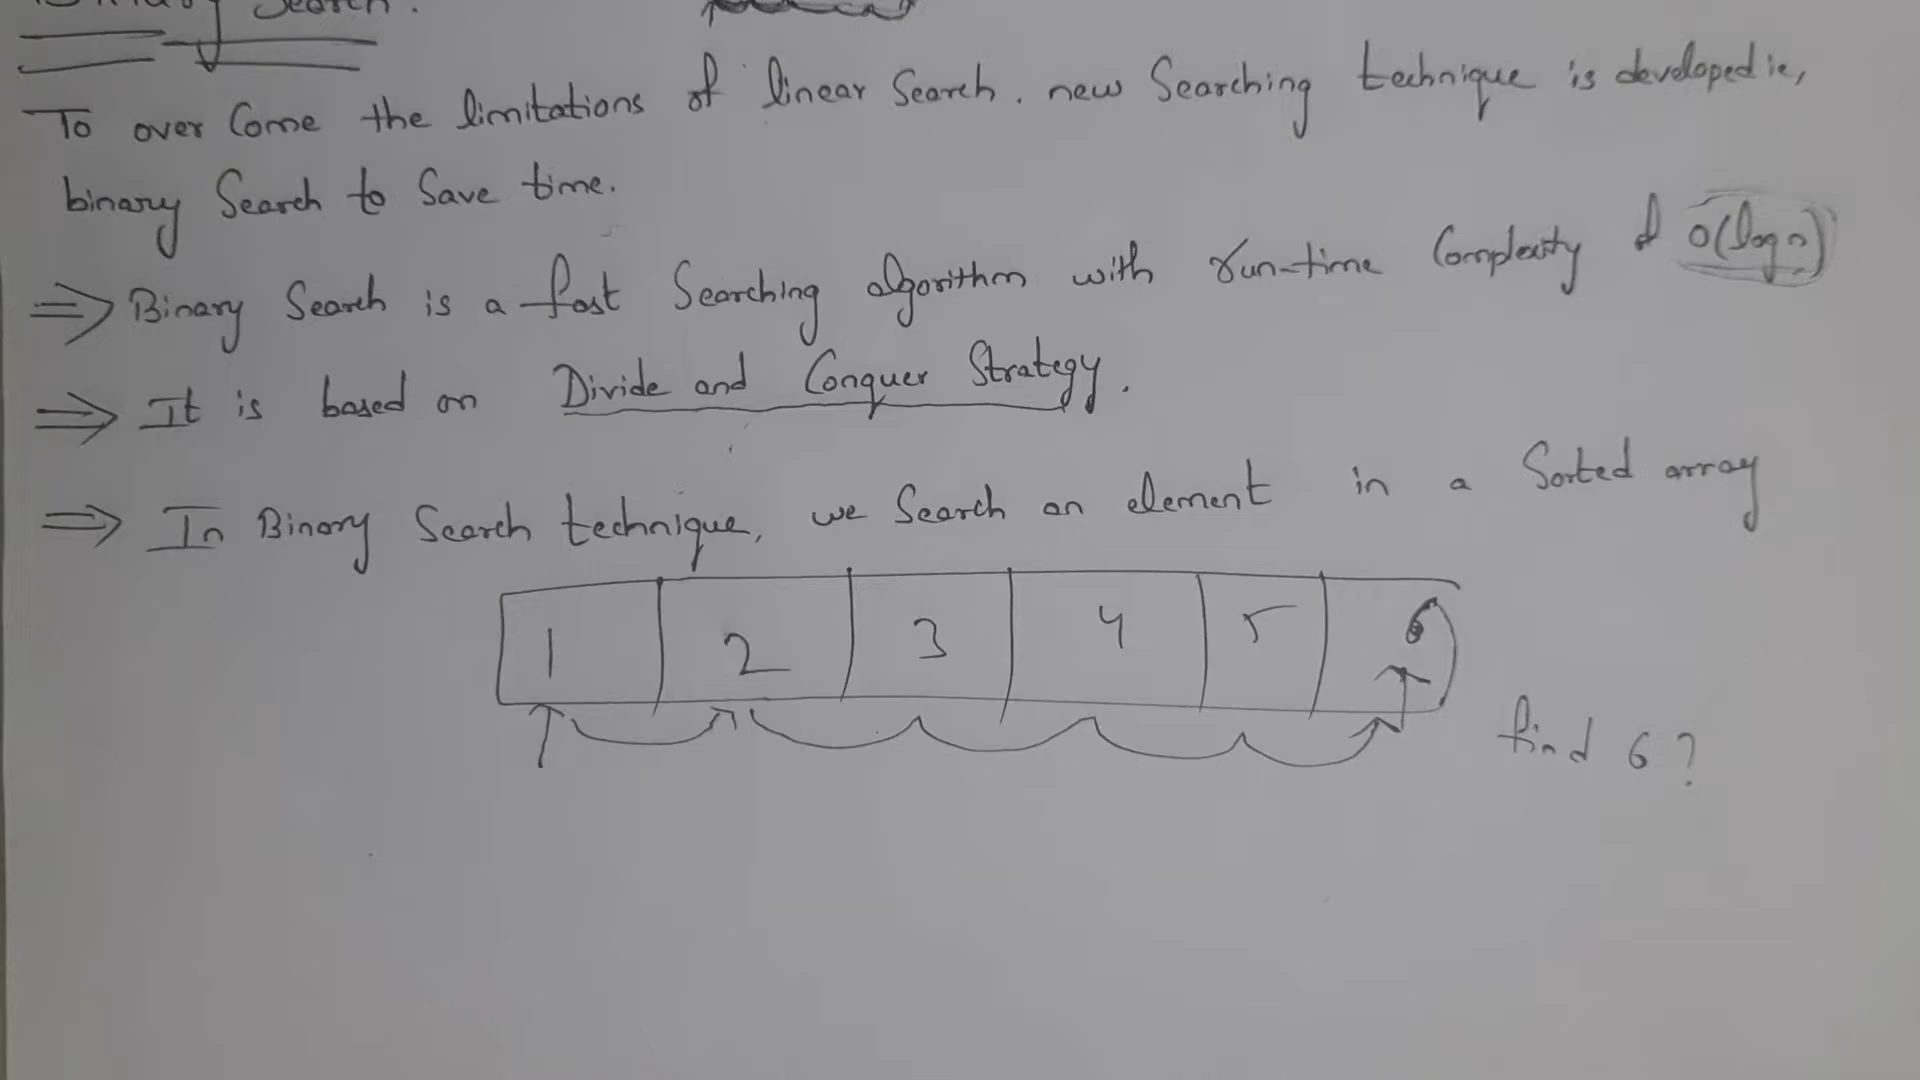 Binary Search.
To over Come the limitations of linear Search. new Searching technique is developed ie,
binary Search to Save time.
⇒ Binary Search is a fast Searching algorithm with run-time Complexity of O(log n)
⇒ It is based on Divide and Conquer Strategy.
⇒ In Binary Search technique, we Search an element in a Sorted array
1 2 3 4 5 6
find 6 ?